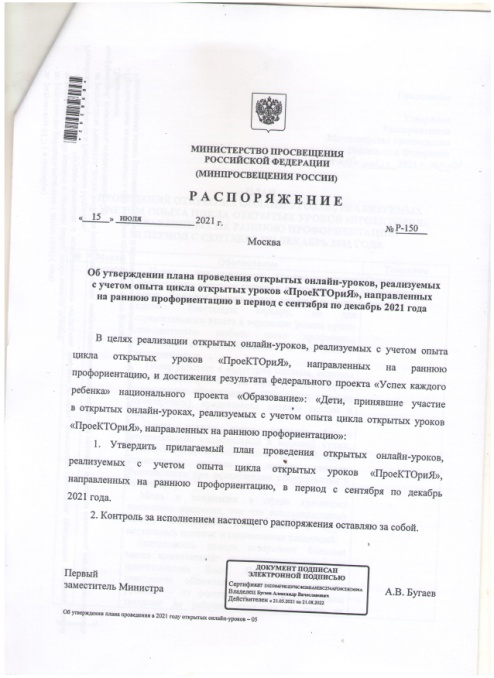 МИНИСТЕРСТВО ПРОСВЕЩЕНИЯ
РОССИЙСКОЙ ФЕДЕРАЦИИ
(МИНПРОСВЕЩЕНИЯ РОССИИ)
РАСПОРЯЖЕНИЕ
« 15 » июля 2021 г.
№ Р-150
Москва
Об утверждении плана проведения открытых онлайн-уроков, реализуемых
с учетом опыта цикла открытых уроков «ПроеКТОриЯ», направленных
на раннюю профориентацию в период с сентября по декабрь 2021 года
В целях реализации открытых онлайн-уроков, реализуемых с учетом опыта
цикла открытых уроков «ПроеКТОриЯ», направленных на раннюю
профориентацию, и достижения результата федерального проекта «Успех каждого
ребенка» национального проекта «Образование»: «Дети, принявшие участие
в открытых онлайн-уроках, реализуемых с учетом опыта цикла открытых уроков
«ПроеКТОриЯ», направленных на раннюю профориентацию»:
1. Утвердить прилагаемый план проведения открытых онлайн-уроков,
реализуемых с учетом опыта цикла открытых уроков «ПроеКТОриЯ»,
направленных на раннюю профориентацию, в период с сентября по декабрь
2021 года.
2. Контроль за исполнением настоящего распоряжения оставляю за собой.
Первый
заместитель Министра
ДОКУМЕНТ ПОДПИСАН
ЭЛЕКТРОННОЙ ПОДПИСЬЮ
Сертификат
Владелец Бугаев Александр Вячеславович
Действителен с 21.05.2021 по 21.08.2022
А.В. Бугаев
Об утверждении плана проведения в 2021 году открытых онлайн-уроков – 05